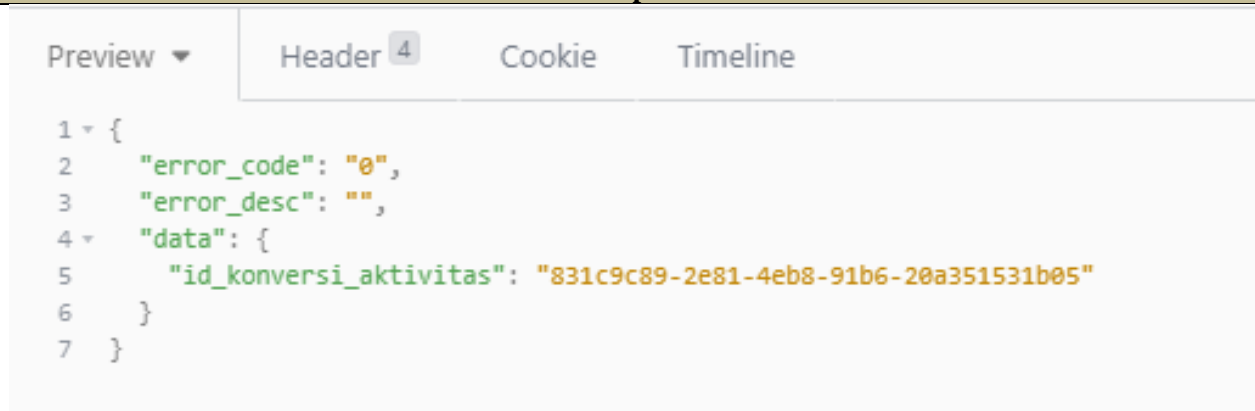 Preview Header 4 Cookie Timeline
1 {
2 "error_code": "0",
3 "error_desc": "",
4 "data": {
5 "id_konversi_aktivitas": "831c9c89-2e81-4eb8-91b6-20a351531b05"
6 }
7 }